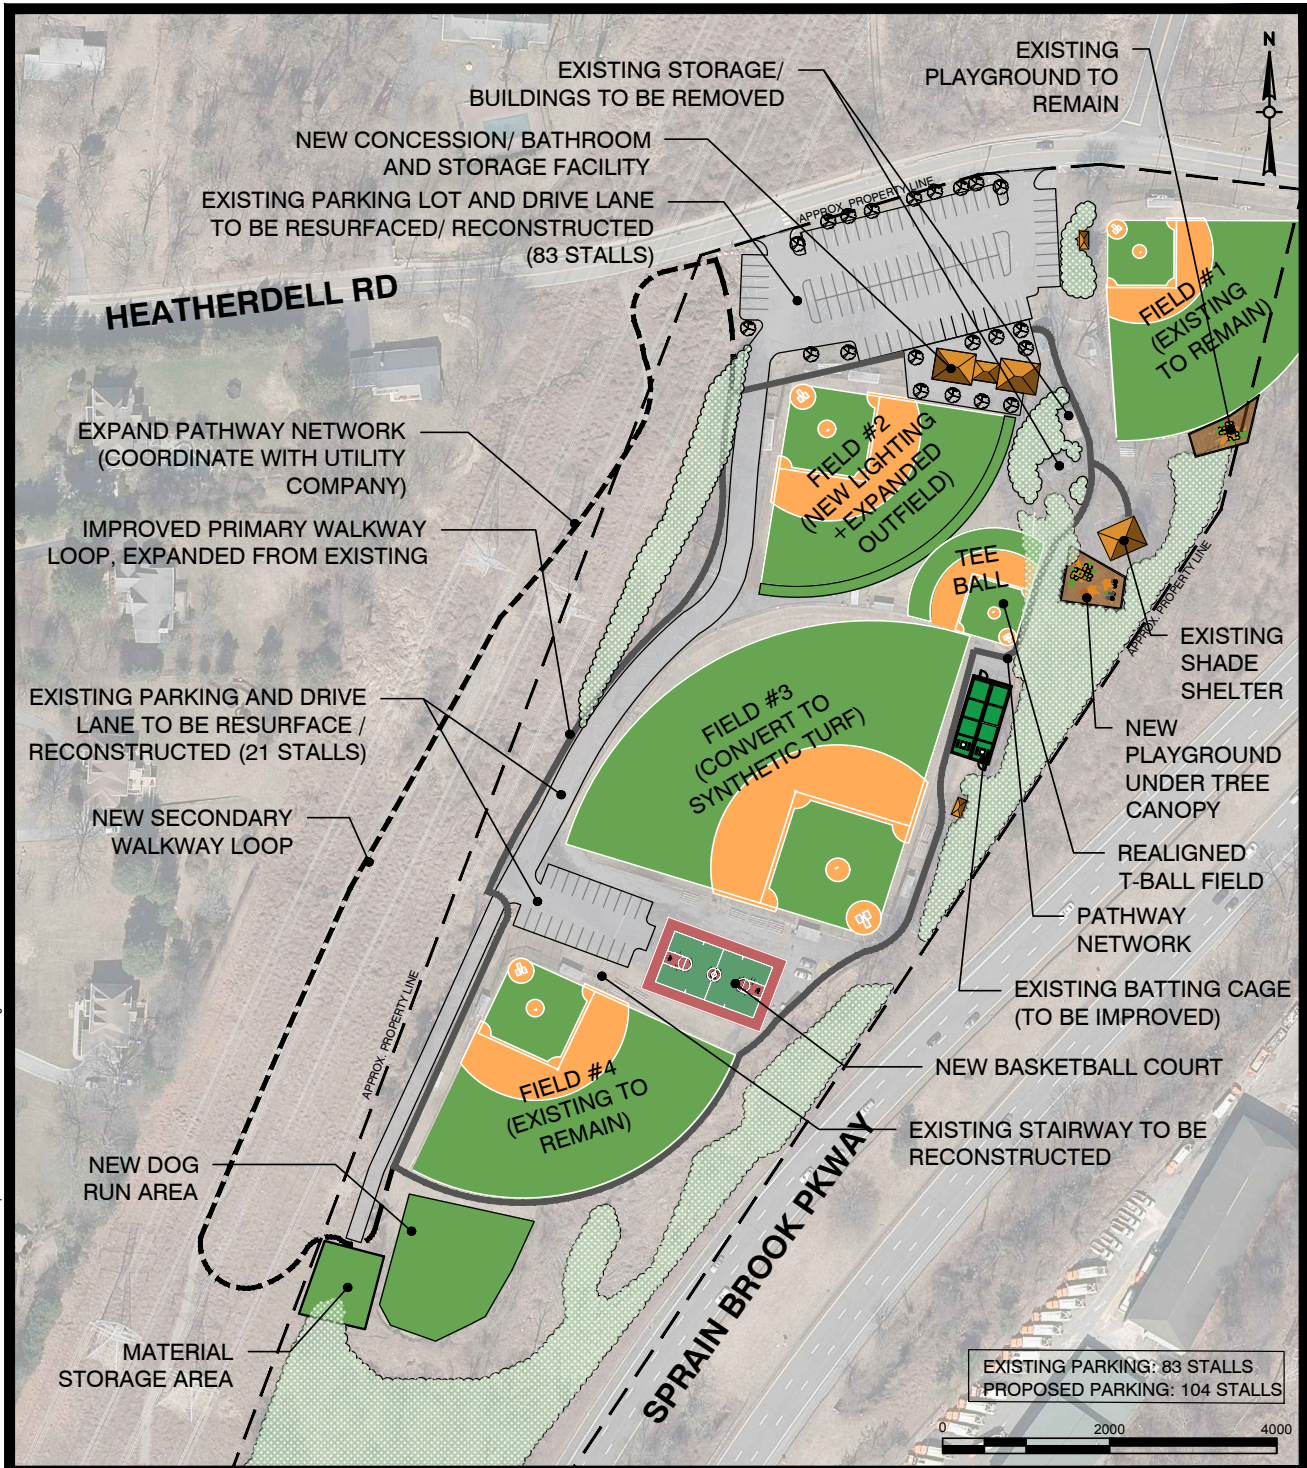 EXISTING
PLAYGROUND TO
REMAIN
N
EXISTING STORAGE/
BUILDINGS TO BE REMOVED
NEW CONCESSION/ BATHROOM
AND STORAGE FACILITY
EXISTING PARKING LOT AND DRIVE LANE
TO BE RESURFACED/ RECONSTRUCTED
(83 STALLS)
APPROX. PROPERTY LINE
HEATHERDELL RD
FIELD #1
(EXISTING
TO REMAIN)
EXPAND PATHWAY NETWORK
(COORDINATE WITH UTILITY
COMPANY)
FIELD #2
(NEW LIGHTING
+EXPANDED
OUTFIELD)
IMPROVED PRIMARY WALKWAY
LOOP, EXPANDED FROM EXISTING
TEE
BALL
APPROX. PROPERTY LINE
EXISTING
SHADE
SHELTER
EXISTING PARKING AND DRIVE
LANE TO BE RESURFACE /
RECONSTRUCTED (21 STALLS)
FIELD #3
(CONVERT TO
SYNTHETIC TURF)
NEW
PLAYGROUND
UNDER TREE
CANOPY
NEW SECONDARY
WALKWAY LOOP
REALIGNED
T-BALL FIELD
PATHWAY
NETWORK
APPROX. PROPERTY LINE
EXISTING BATTING CAGE
(TO BE IMPROVED)
NEW BASKETBALL COURT
FIELD #4
(EXISTING TO
REMAIN)
EXISTING STAIRWAY TO BE
RECONSTRUCTED
NEW DOG
RUN AREA
SPRAIN BROOK PKWAY
MATERIAL
STORAGE AREA
EXISTING PARKING: 83 STALLS
PROPOSED PARKING: 104 STALLS
0 2000 4000